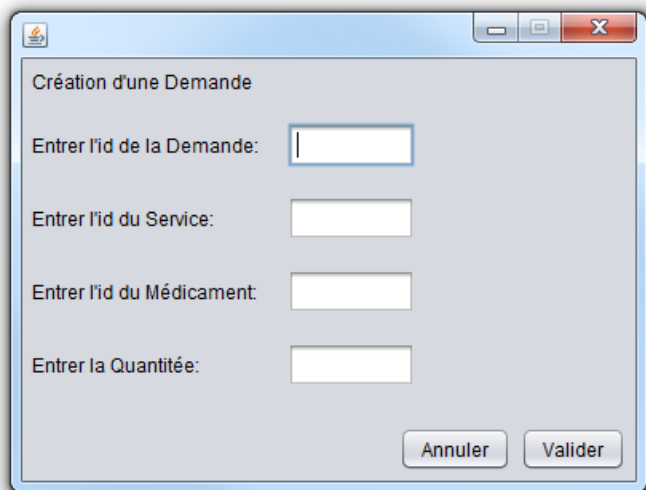 Création d'une Demande
Entrer l'id de la Demande:
Entrer l'id du Service:
Entrer l'id du Médicament:
Entrer la Quantitée:
Annuler Valider